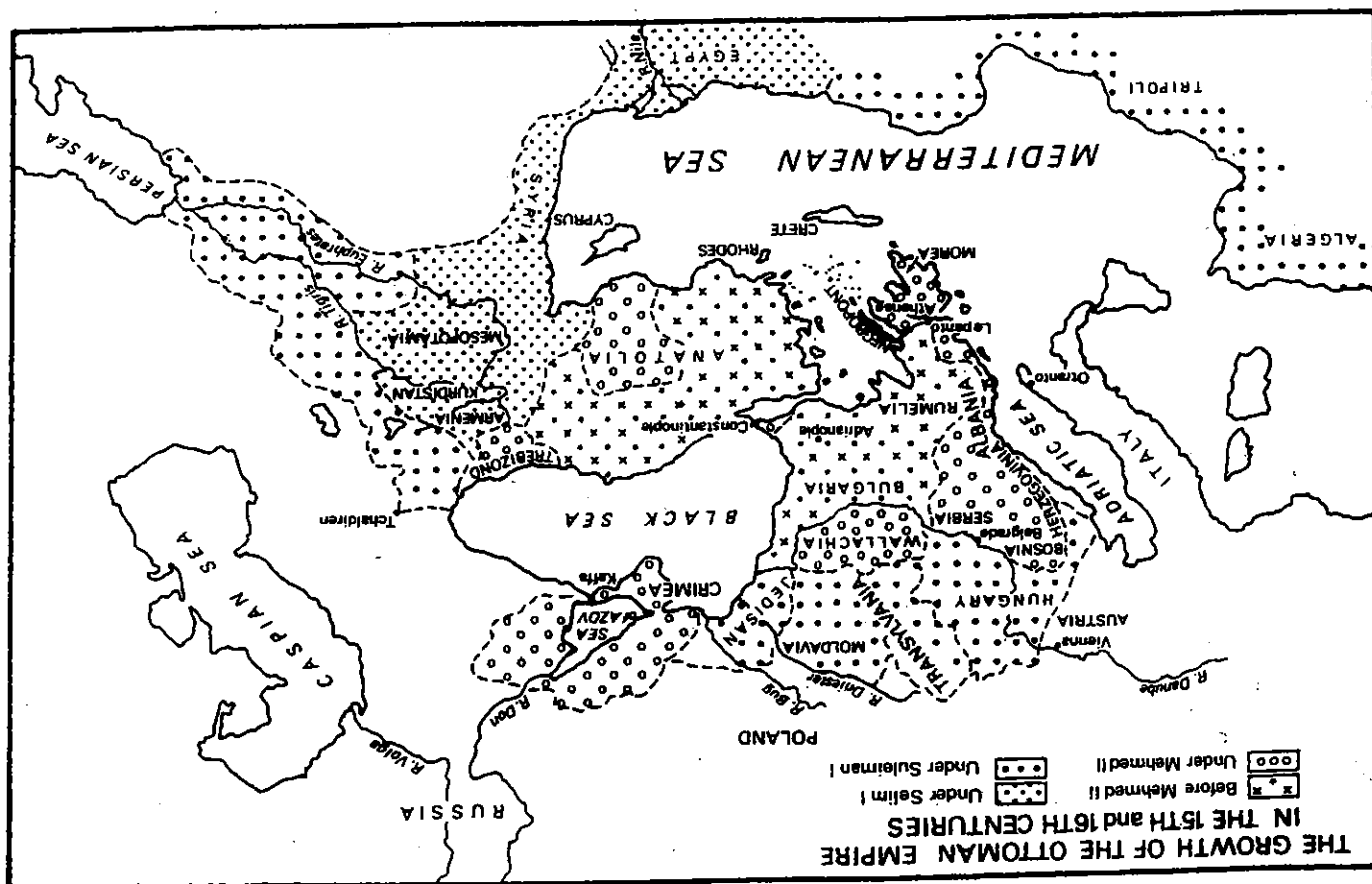 THE GROWTH OF THE OTTOMAN EMPIRE
IN THE 15TH and 16TH CENTURIES
Before Mehmed II
Under Selim I
Under Mehmed II
Under Suleiman I
RUSSIA
POLAND
R. Volga
R. Don
R. Bug
R. Dniester
R. Danube
Vienna
AUSTRIA
HUNGARY
TRANSYLVANIA
MOLDAVIA
JEDISAN
CRIMEA
AZOV
SEA
Kaffa
CASPIAN SEA
BOSNIA
Belgrade
SERBIA
WALLACHIA
HERZEGOVINIA
BULGARIA
BLACK SEA
Tchaldiren
ITALY
ADRIATIC SEA
ALBANIA
RUMELIA
Adrianople
Constantinople
TREBIZOND
ARMENIA
KURDISTAN
Otranto
Lepanto
Athens
MOREA
NEGROPONT
ANATOLIA
MESOPOTAMIA
R. Tigris
R. Euphrates
RHODES
CRETE
CYPRUS
SYRIA
PERSIAN SEA
MEDITERRANEAN SEA
ALGERIA
TRIPOLI
EGYPT
R. Nile